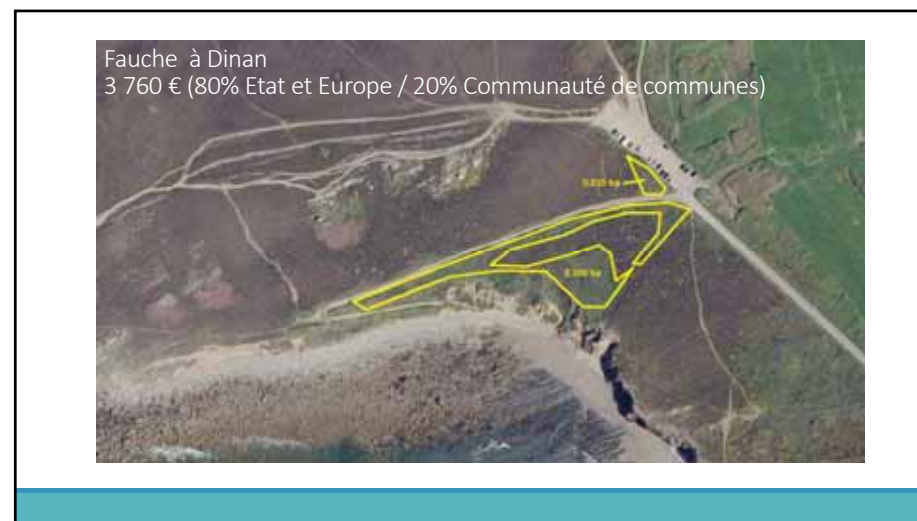 Fauche à Dinan
3 760 € (80% Etat et Europe / 20% Communauté de communes)